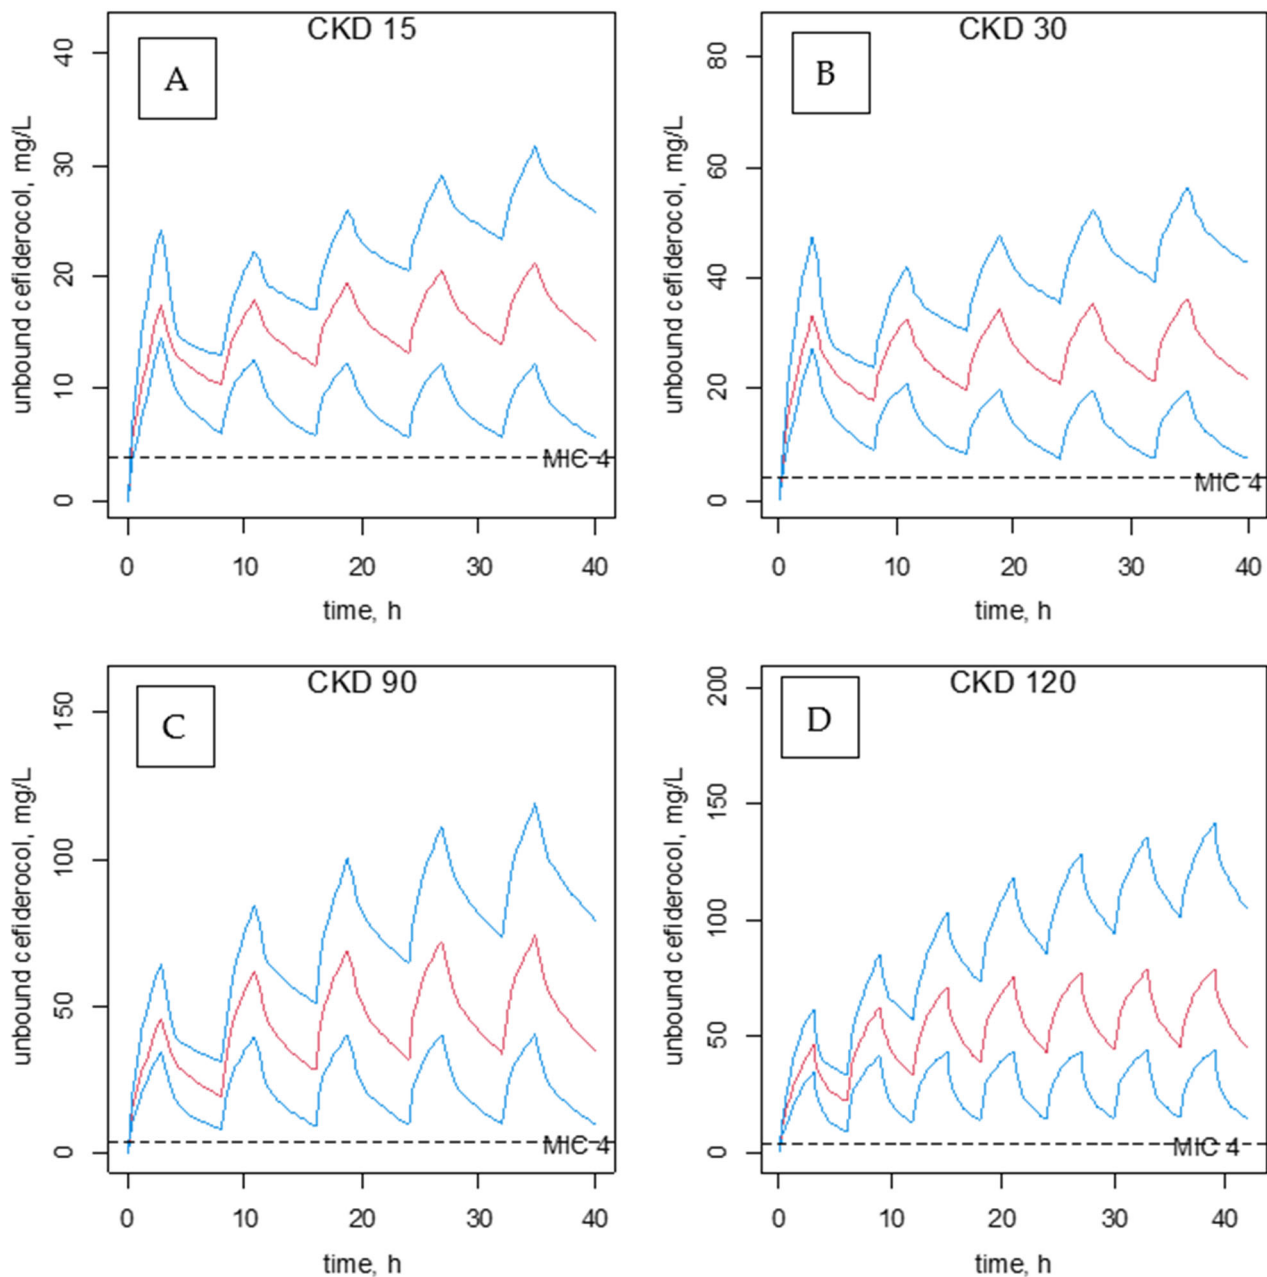 CKD 15
A
unbound cefiderocol, mg/L
40
30
20
10
0
MIC 4
0 10 20 30 40
time, h
CKD 30
B
unbound cefiderocol, mg/L
80
60
40
20
0
MIC 4
0 10 20 30 40
time, h
CKD 90
C
unbound cefiderocol, mg/L
150
100
50
0
MIC 4
0 10 20 30 40
time, h
CKD 120
D
unbound cefiderocol, mg/L
200
150
100
50
0
MIC 4
0 10 20 30 40
time, h